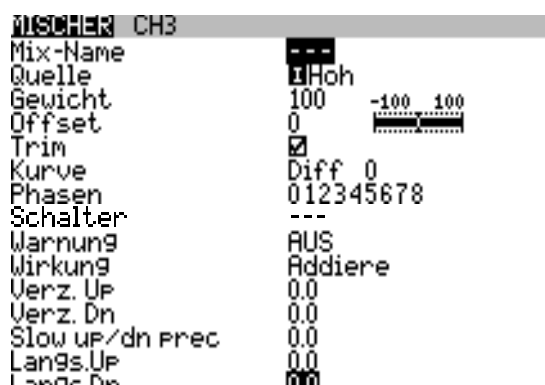 MISCHER CH3
Mix-Name ---
Quelle IHoh
Gewicht 100 -100 100
Offset 0
Trim
Kurve Diff 0
Phasen 012345678
Schalter ---
Warnung AUS
Wirkung Addiere
Verz. Up 0.0
Verz. Dn 0.0
Slow up/dn prec 0.0
Langs.Up 0.0
Langs.Dn 0.0